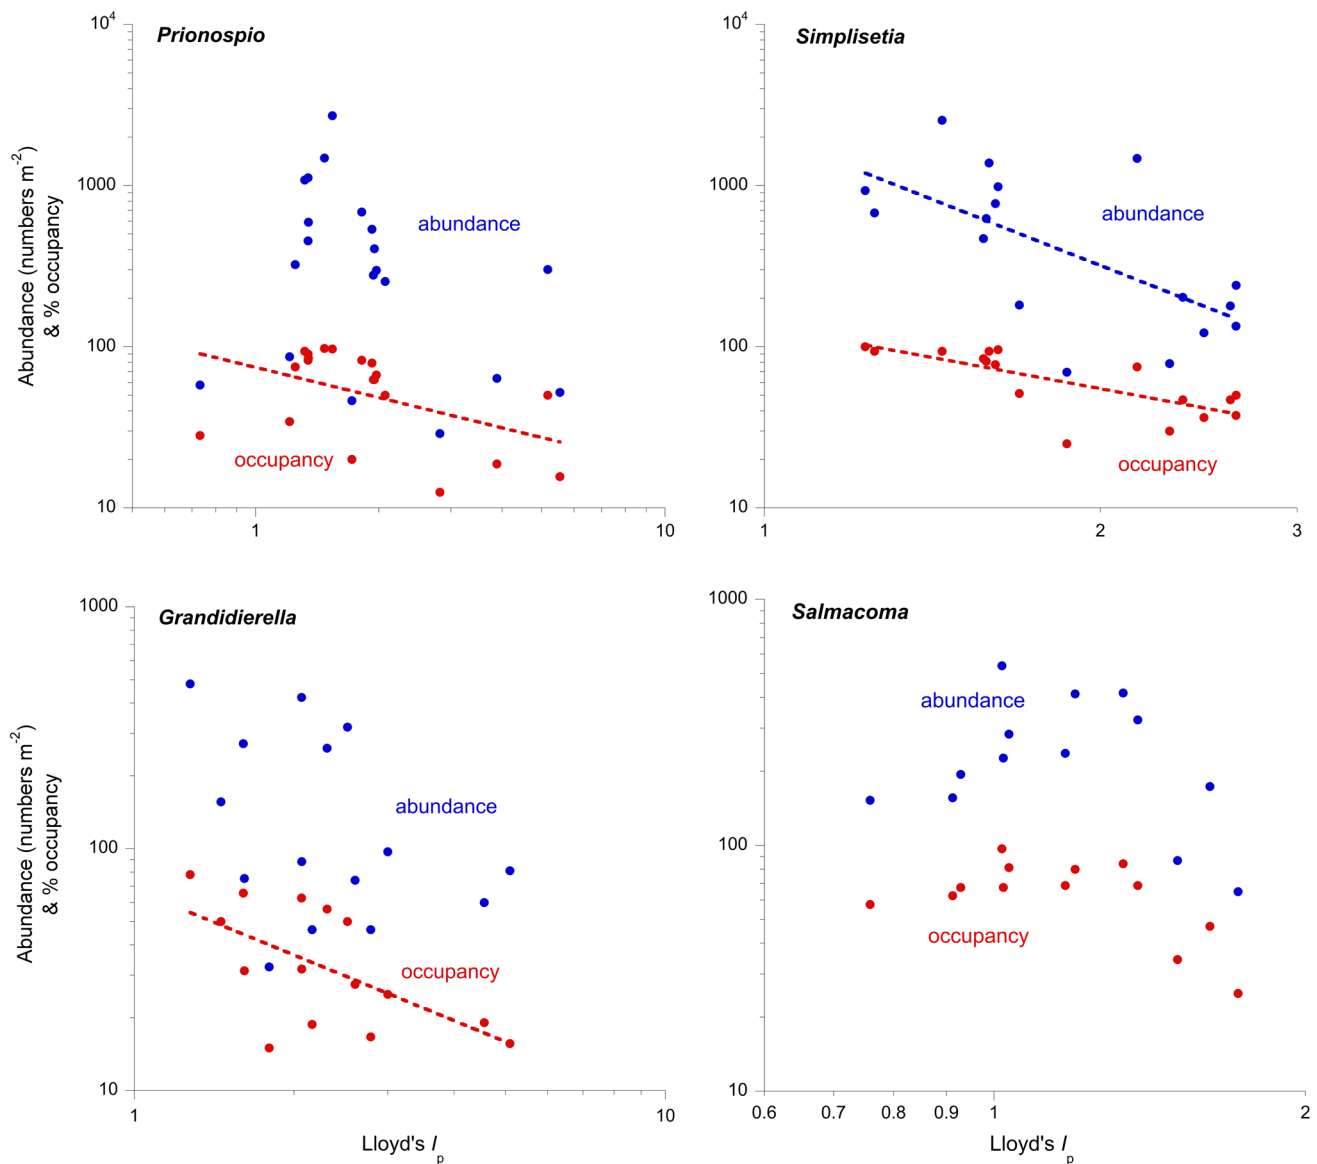 Prionospio
10⁴
1000
100
10
Abundance (numbers m⁻²)
& % occupancy
abundance
occupancy
1
10
Simplisetia
10⁴
1000
100
10
abundance
occupancy
1
2
3
Grandidierella
1000
100
10
Abundance (numbers m⁻²)
& % occupancy
abundance
occupancy
1
10
Lloyd's Iₚ
Salmacoma
1000
100
10
abundance
occupancy
0.6
0.7
0.8
0.9
1
2
Lloyd's Iₚ